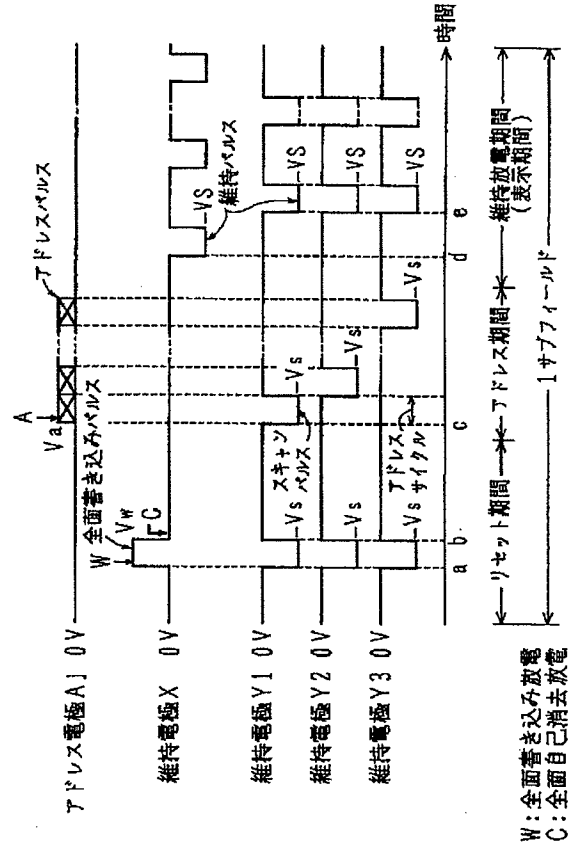 アドレス電極Aj 0V
A
Va
アドレスパルス
維持電極X 0V
W
Vw
全面書き込みパルス
C
-VS
維持パルス
維持電極Y1 0V
-Vs
スキャン
パルス
-Vs
-VS
維持電極Y2 0V
-Vs
-Vs
-VS
維持電極Y3 0V
-Vs
アドレス
サイクル
-Vs
-VS
a
b
c
d
e
時間
リセット期間
アドレス期間
維持放電期間
(表示期間)
1サブフィールド
W:全面書き込み放電
C:全面自己消去放電